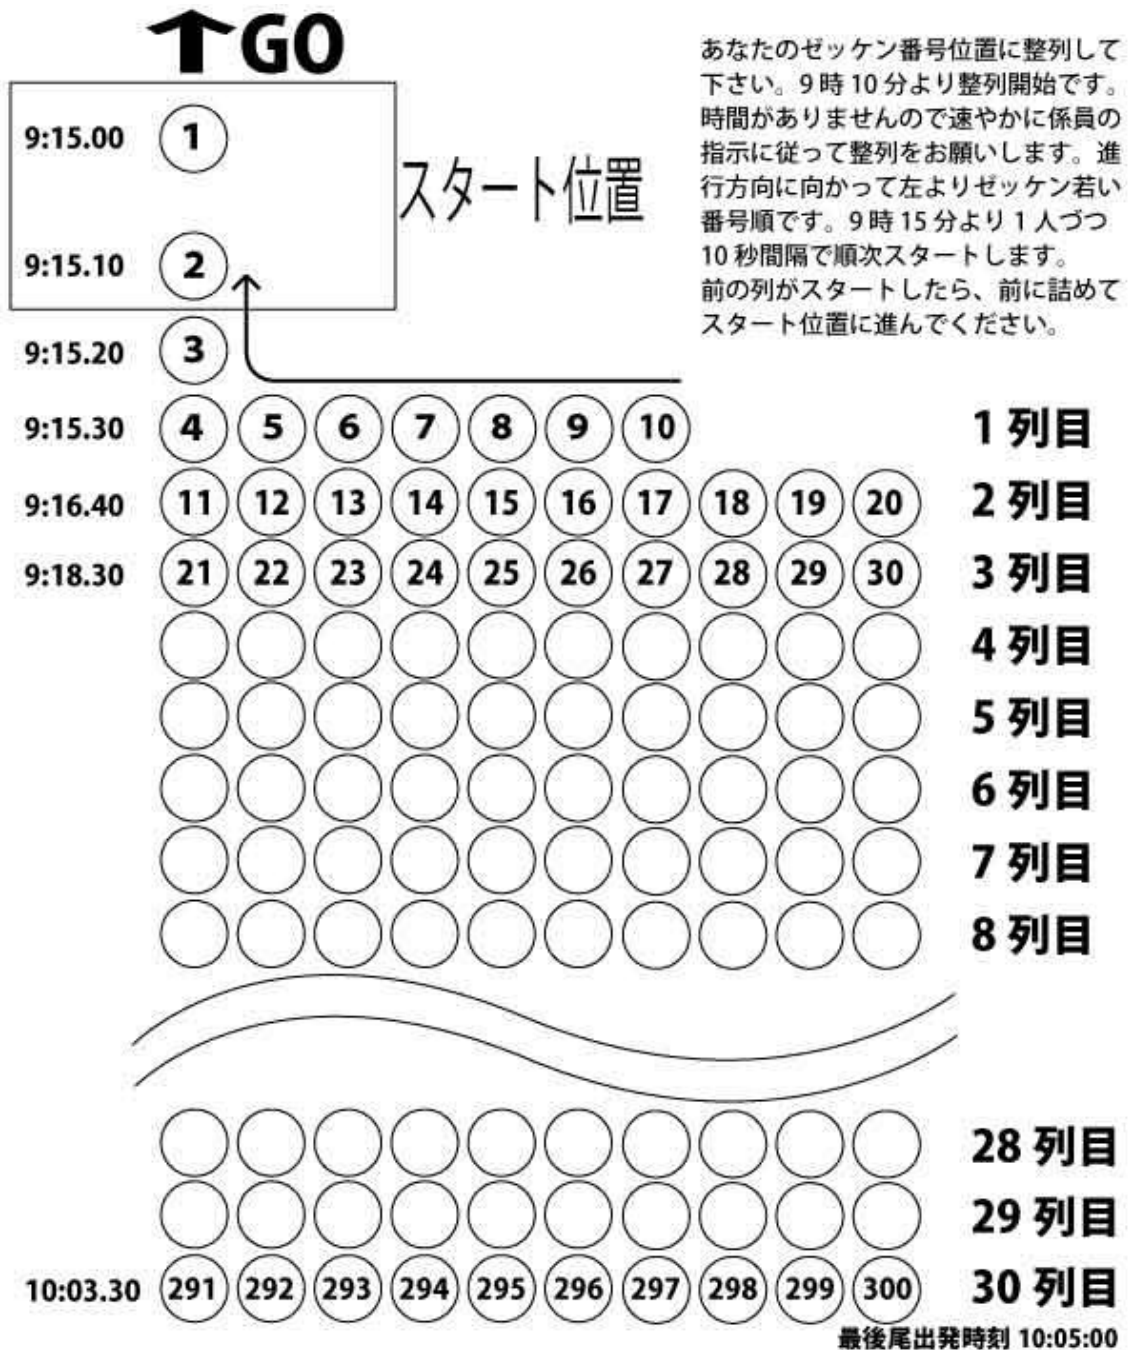 GO
あなたのゼッケン番号位置に整列して
下さい。9時10分より整列開始です。
時間がありませんので速やかに係員の
指示に従って整列をお願いします。進
行方向に向かって左よりゼッケン若い
番号順です。9時15分より1人づつ
10秒間隔で順次スタートします。
前の列がスタートしたら、前に詰めて
スタート位置に進んでください。
9:15.00 1
スタート位置
9:15.10 2
9:15.20 3
9:15.30 4 5 6 7 8 9 10 1列目
9:16.40 11 12 13 14 15 16 17 18 19 20 2列目
9:18.30 21 22 23 24 25 26 27 28 29 30 3列目
4列目
5列目
6列目
7列目
8列目
28列目
29列目
10:03.30 291 292 293 294 295 296 297 298 299 300 30列目
最後尾出発時刻 10:05:00